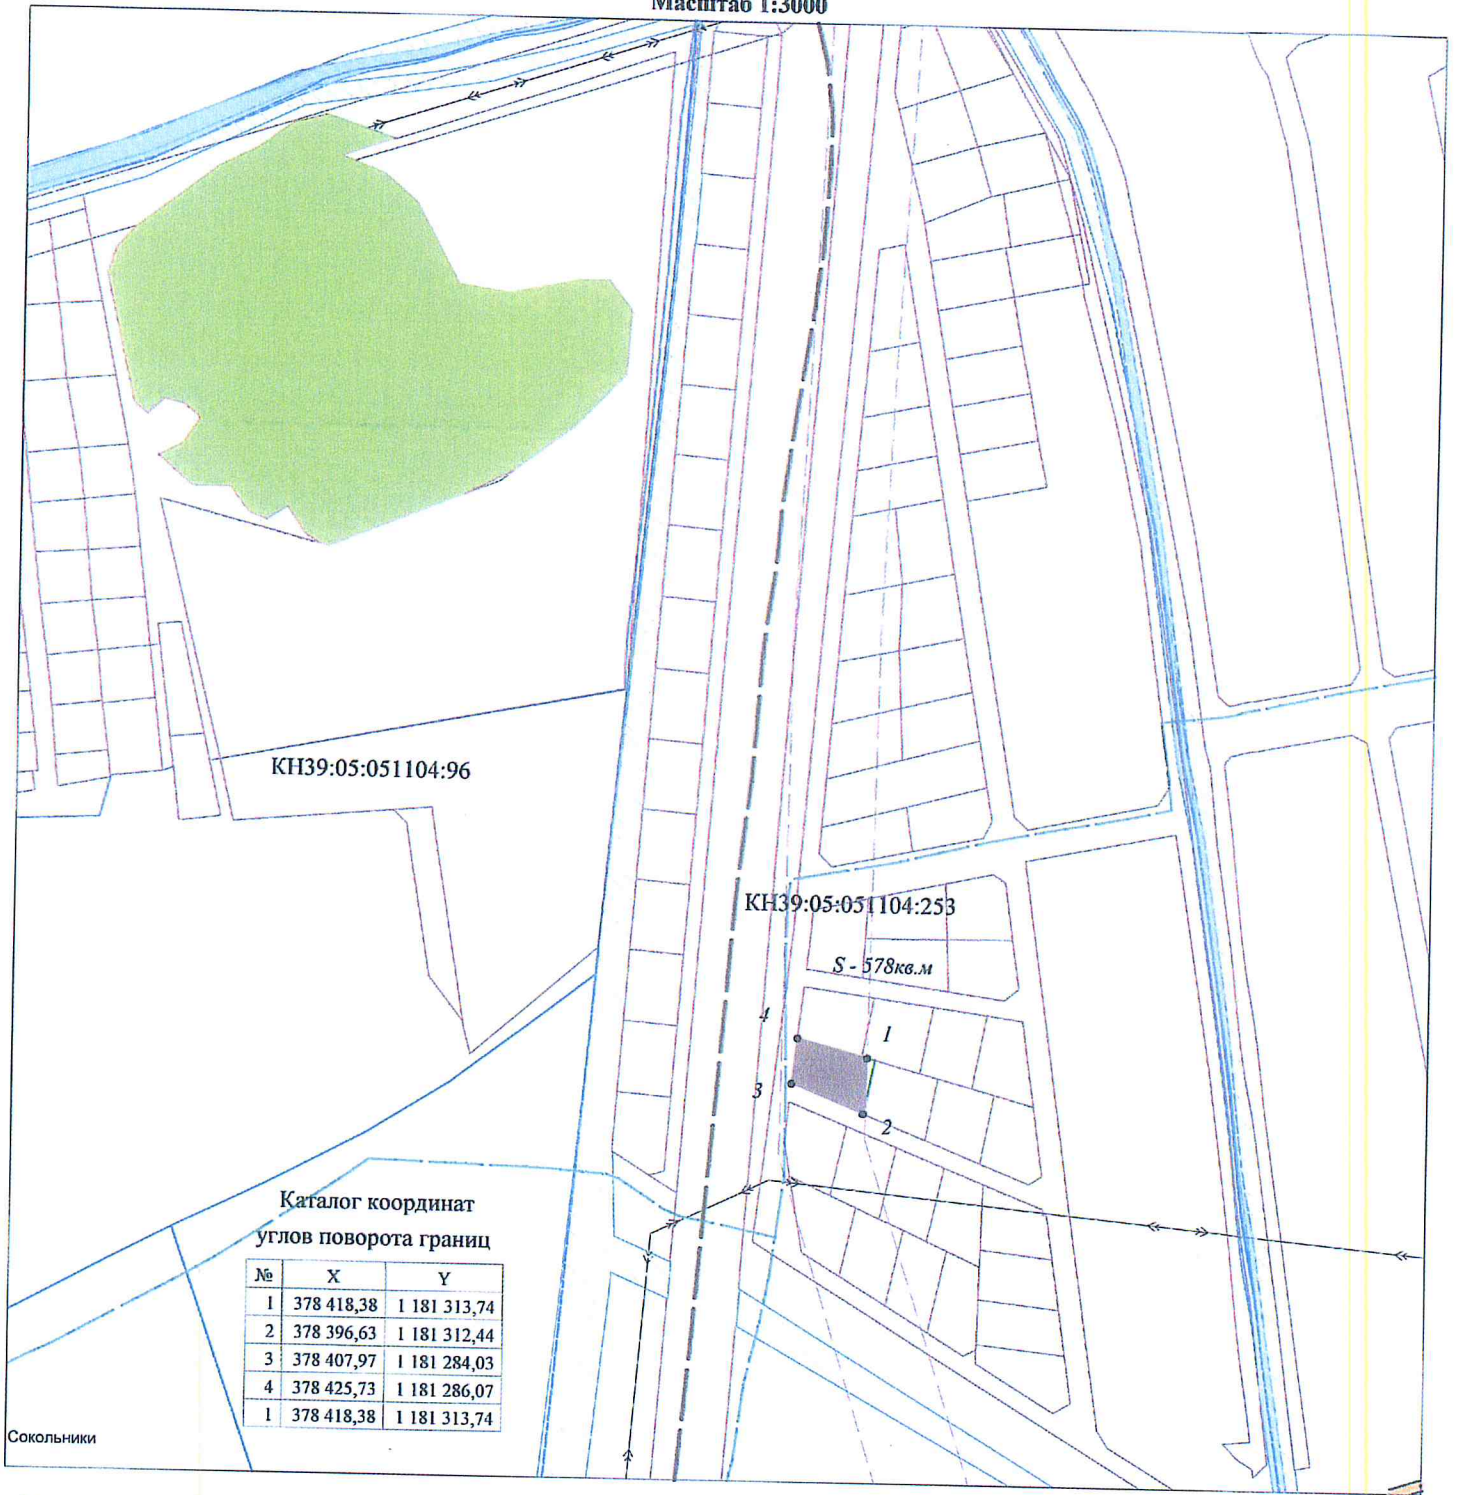 Масштаб 1:3000
КН39:05:051104:96
КН39:05:051104:253
S - 578кв.м
4
1
3
2
Каталог координат
углов поворота границ
№ X Y
1 378 418,38 1 181 313,74
2 378 396,63 1 181 312,44
3 378 407,97 1 181 284,03
4 378 425,73 1 181 286,07
1 378 418,38 1 181 313,74
Сокольники